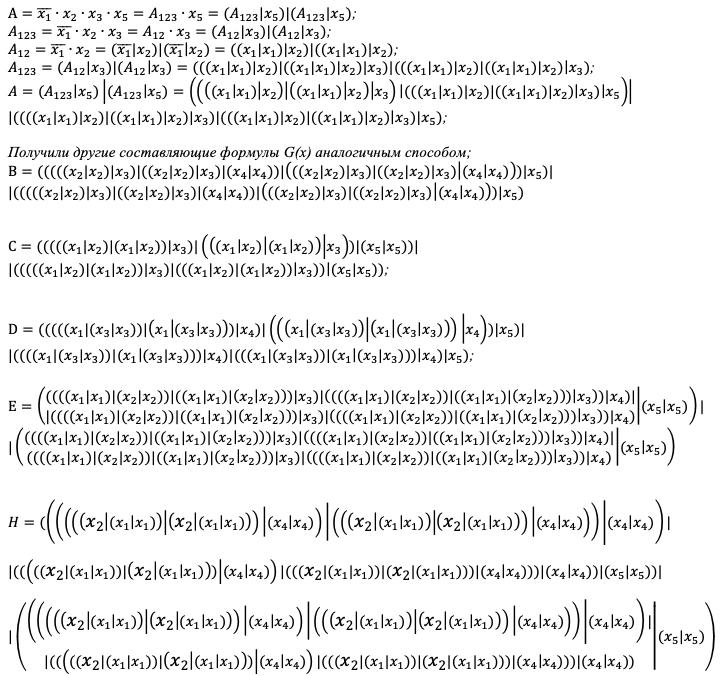 A = \overline{x₁} · x₂ · x₃ · x₅ = A₁₂₃ · x₅ = (A₁₂₃|x₅)|(A₁₂₃|x₅);
A₁₂₃ = \overline{x₁} · x₂ · x₃ = A₁₂ · x₃ = (A₁₂|x₃)|(A₁₂|x₃);
A₁₂ = \overline{x₁} · x₂ = (\overline{x₁}|x₂)|(\overline{x₁}|x₂) = ((x₁|x₁)|x₂)|((x₁|x₁)|x₂);
A₁₂₃ = (A₁₂|x₃)|(A₁₂|x₃) = (((x₁|x₁)|x₂)|((x₁|x₁)|x₂)|x₃)|(((x₁|x₁)|x₂)|((x₁|x₁)|x₂)|x₃);
A = (A₁₂₃|x₅)|(A₁₂₃|x₅) = ((((x₁|x₁)|x₂)|((x₁|x₁)|x₂)|x₃)|(((x₁|x₁)|x₂)|((x₁|x₁)|x₂)|x₃)|x₅)|
|((((x₁|x₁)|x₂)|((x₁|x₁)|x₂)|x₃)|(((x₁|x₁)|x₂)|((x₁|x₁)|x₂)|x₃)|x₅);
Получили другие составляющие формулы G(x) аналогичным способом;
B = (((((x₂|x₂)|x₃)|((x₂|x₂)|x₃)|(x₄|x₄))|(((x₂|x₂)|x₃)|((x₂|x₂)|x₃)|(x₄|x₄)))|x₅)|
|(((((x₂|x₂)|x₃)|((x₂|x₂)|x₃)|(x₄|x₄))|(((x₂|x₂)|x₃)|((x₂|x₂)|x₃)|(x₄|x₄)))|x₅)
C = (((((x₁|x₂)|(x₁|x₂))|x₃)|(((x₁|x₂)|(x₁|x₂))|x₃))|(x₅|x₅))|
|(((((x₁|x₂)|(x₁|x₂))|x₃)|(((x₁|x₂)|(x₁|x₂))|x₃))|(x₅|x₅));
D = (((((x₁|(x₃|x₃))|(x₁|(x₃|x₃)))|x₄)|(((x₁|(x₃|x₃))|(x₁|(x₃|x₃)))|x₄))|x₅)|
|((((x₁|(x₃|x₃))|(x₁|(x₃|x₃)))|x₄)|(((x₁|(x₃|x₃))|(x₁|(x₃|x₃)))|x₄)|x₅);
E = (((((x₁|x₁)|(x₂|x₂))|((x₁|x₁)|(x₂|x₂)))|x₃)|((((x₁|x₁)|(x₂|x₂))|((x₁|x₁)|(x₂|x₂)))|x₃))|x₄)|
|((((x₁|x₁)|(x₂|x₂))|((x₁|x₁)|(x₂|x₂)))|x₃)|((((x₁|x₁)|(x₂|x₂))|((x₁|x₁)|(x₂|x₂)))|x₃))|x₄)|(x₅|x₅))|
|(((((x₁|x₁)|(x₂|x₂))|((x₁|x₁)|(x₂|x₂)))|x₃)|((((x₁|x₁)|(x₂|x₂))|((x₁|x₁)|(x₂|x₂)))|x₃))|x₄)|
((((x₁|x₁)|(x₂|x₂))|((x₁|x₁)|(x₂|x₂)))|x₃)|((((x₁|x₁)|(x₂|x₂))|((x₁|x₁)|(x₂|x₂)))|x₃))|x₄)|(x₅|x₅))
H = ((((((x₂|(x₁|x₁))|(x₂|(x₁|x₁)))|(x₄|x₄))|(((x₂|(x₁|x₁))|(x₂|(x₁|x₁)))|(x₄|x₄)))|(x₄|x₄))|
|(((((x₂|(x₁|x₁))|(x₂|(x₁|x₁)))|(x₄|x₄))|(((x₂|(x₁|x₁))|(x₂|(x₁|x₁)))|(x₄|x₄)))|(x₄|x₄))|(x₅|x₅))|
|((((((x₂|(x₁|x₁))|(x₂|(x₁|x₁)))|(x₄|x₄))|(((x₂|(x₁|x₁))|(x₂|(x₁|x₁)))|(x₄|x₄)))|(x₄|x₄))|
|(((((x₂|(x₁|x₁))|(x₂|(x₁|x₁)))|(x₄|x₄))|(((x₂|(x₁|x₁))|(x₂|(x₁|x₁)))|(x₄|x₄)))|(x₄|x₄))|(x₅|x₅))